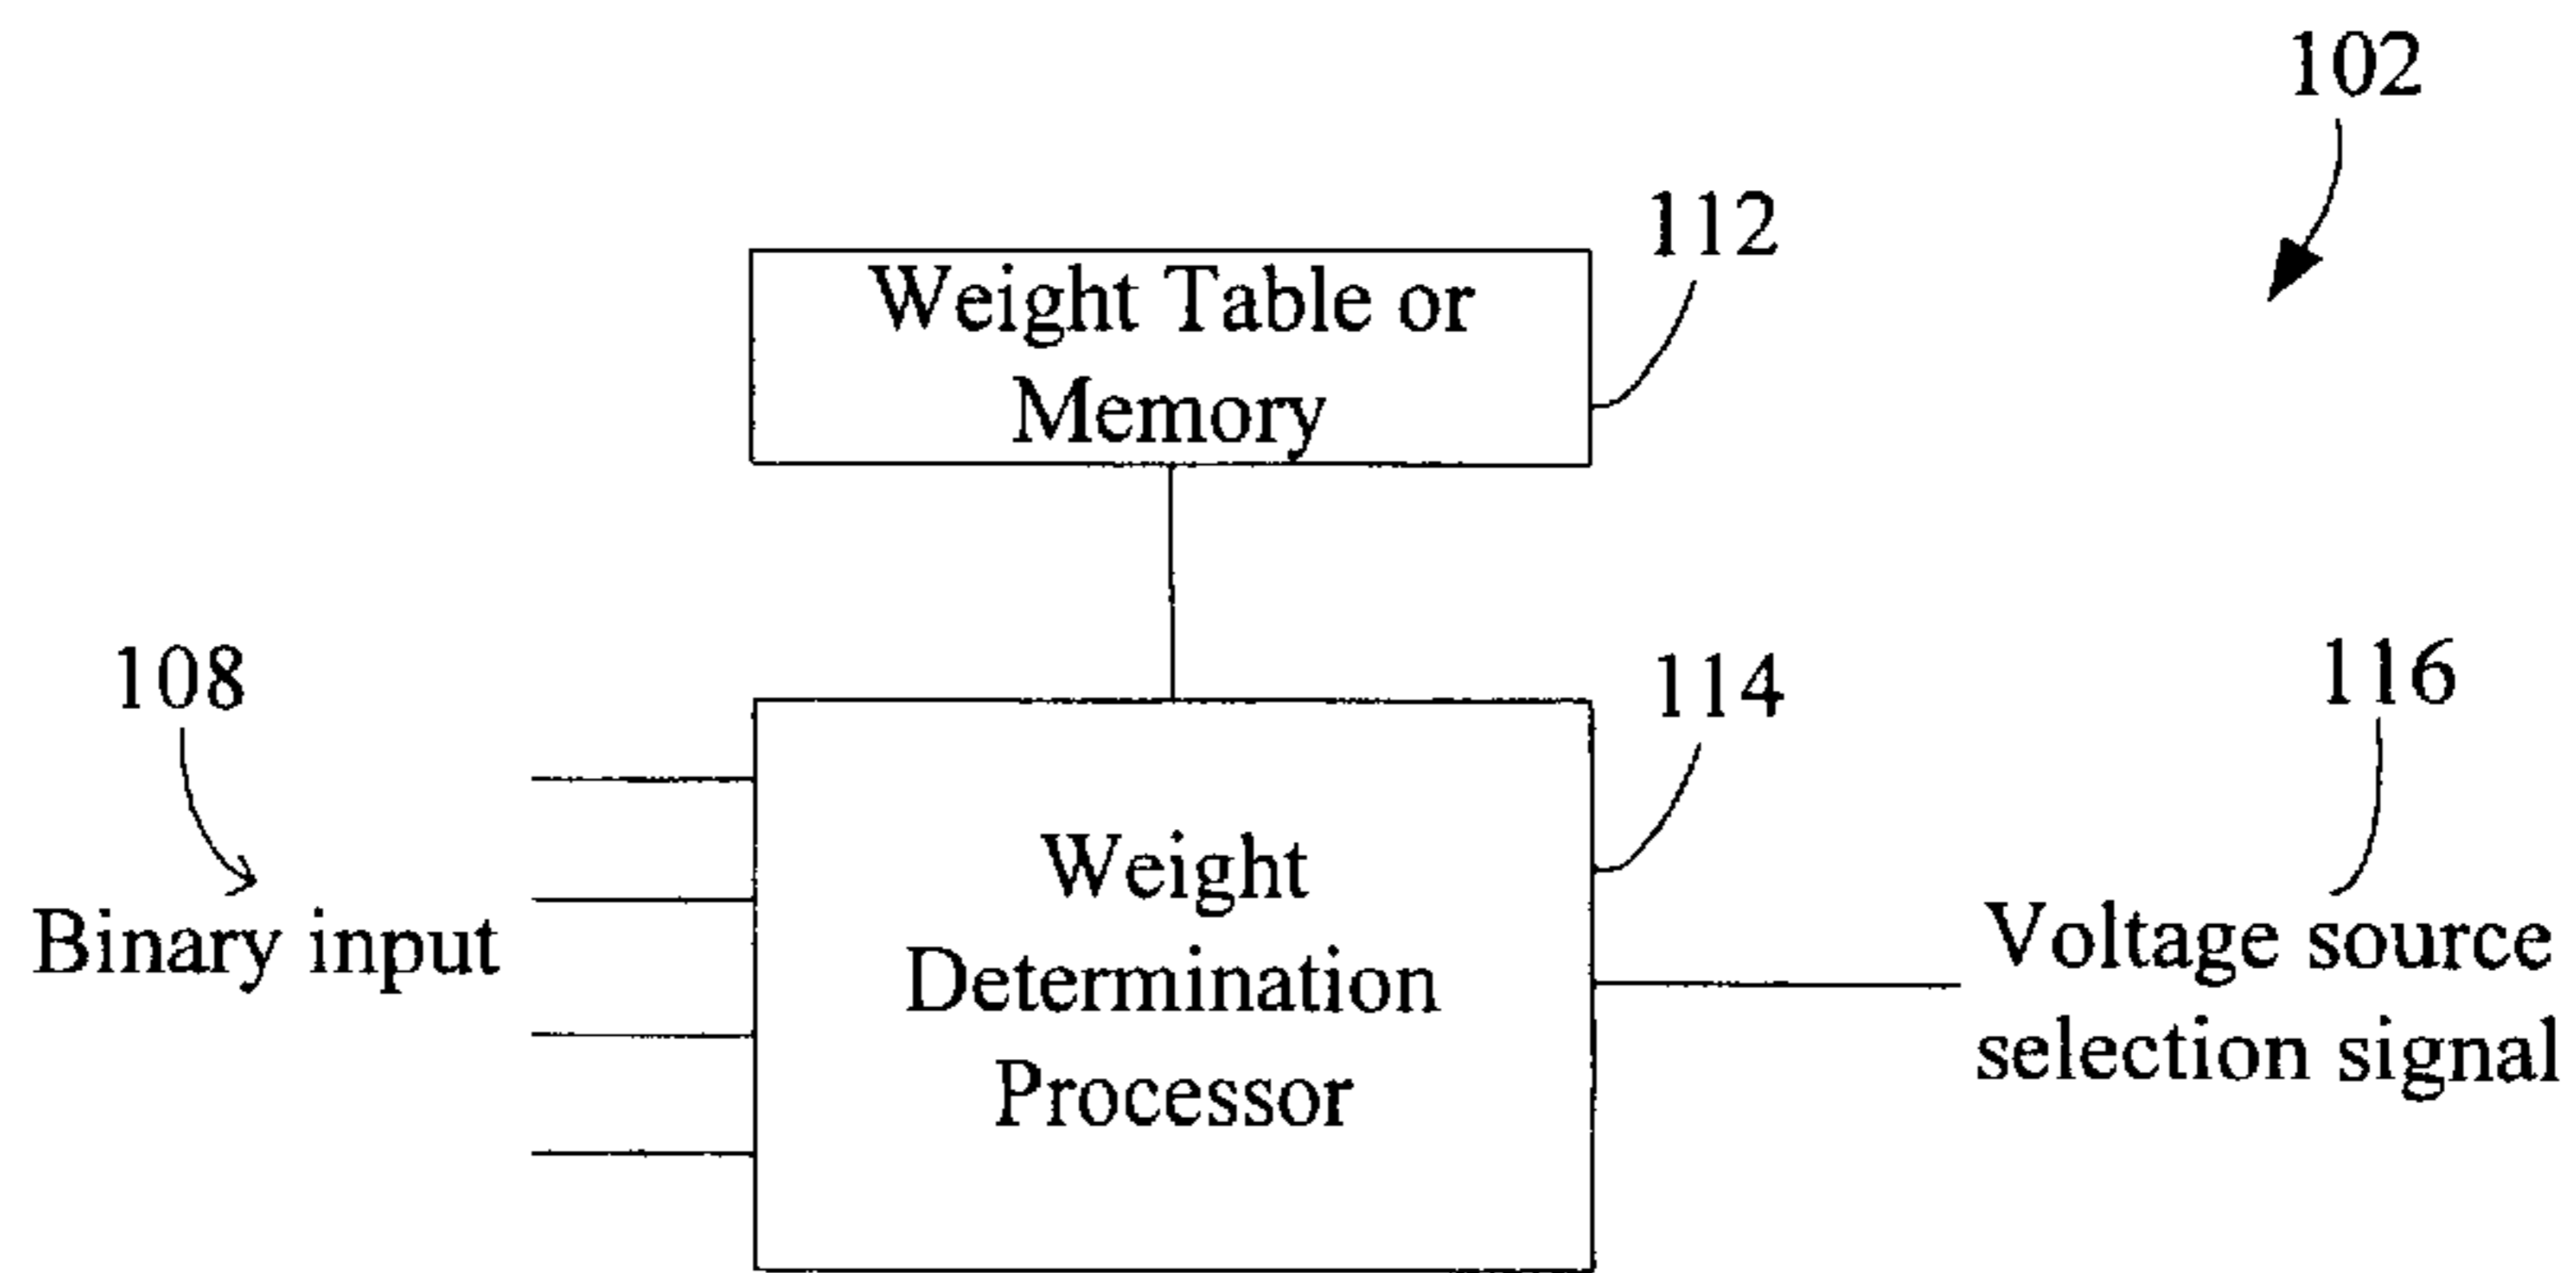 102
112
Weight Table or
Memory
108
114
116
Binary input
Weight
Determination
Processor
Voltage source
selection signal